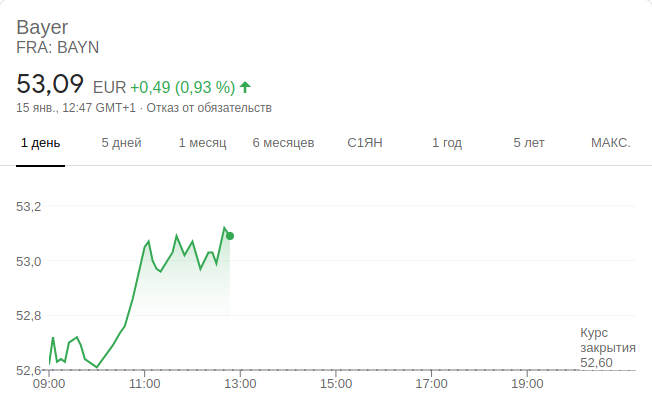 Bayer
FRA: BAYN
53,09 EUR +0,49 (0,93 %)
15 янв., 12:47 GMT+1 · Отказ от обязательств
1 день 5 дней 1 месяц 6 месяцев С1ЯН 1 год 5 лет МАКС.
53,2
53,0
52,8
Курс
закрытия
52,60
52,6
09:00 11:00 13:00 15:00 17:00 19:00